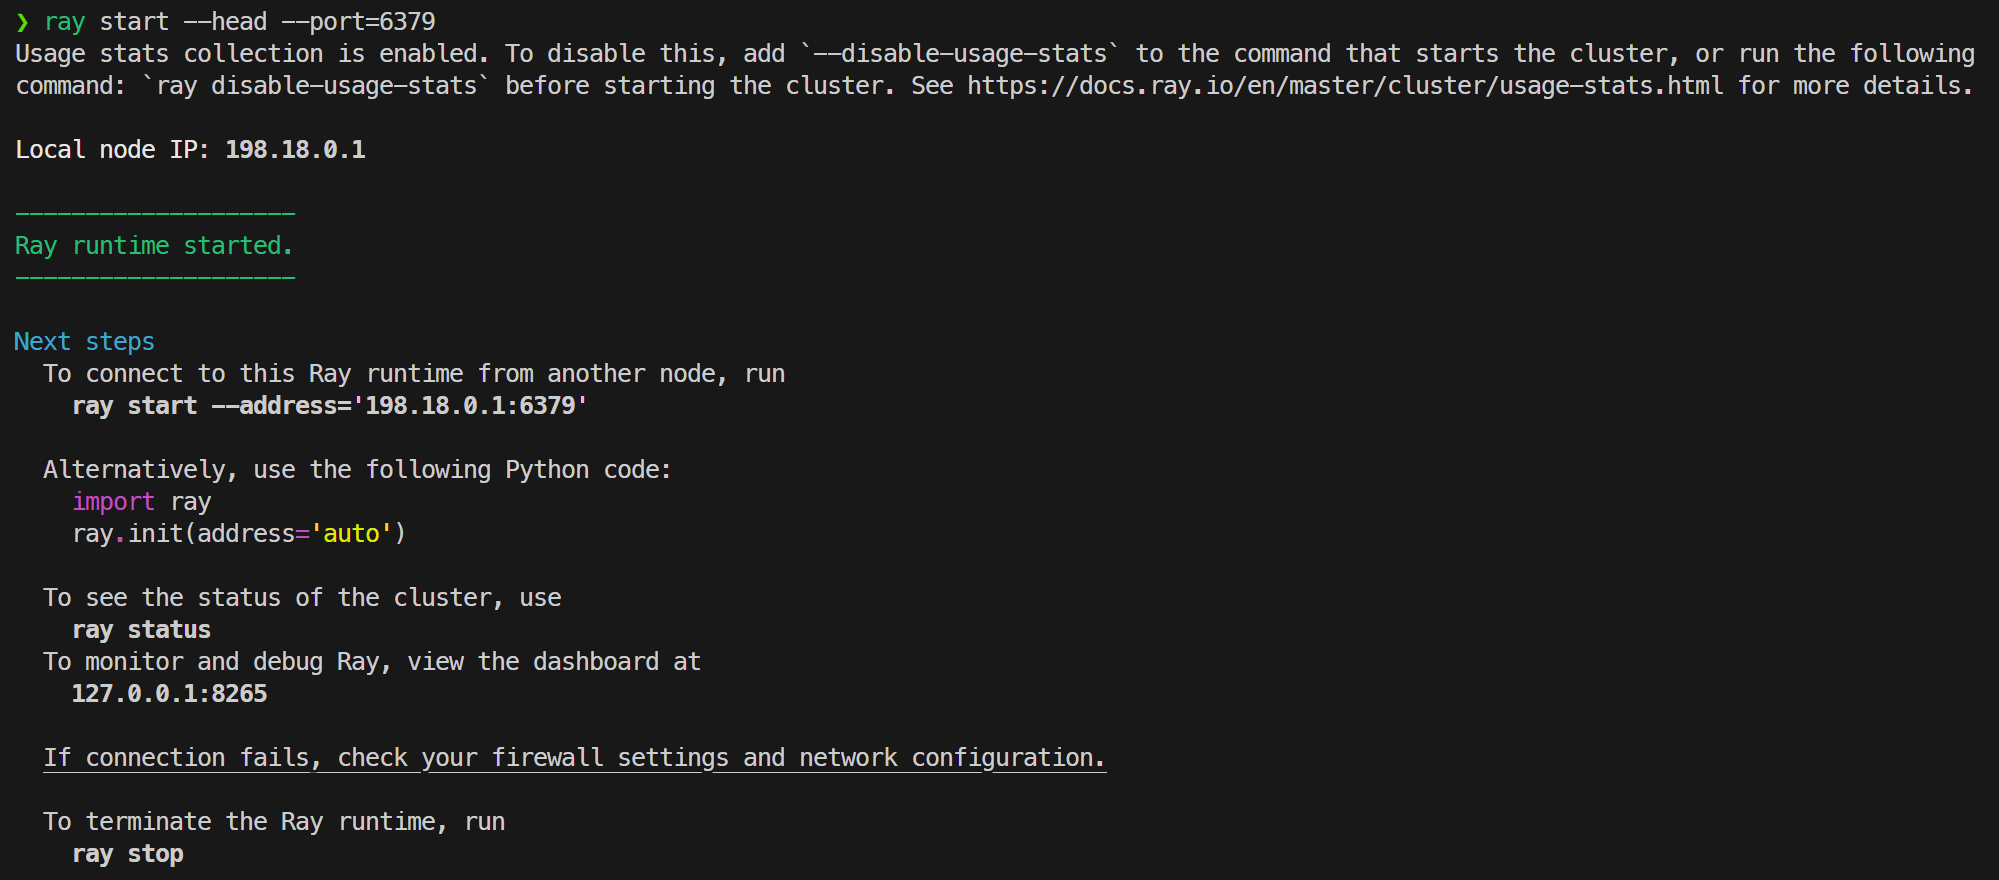 ❯ ray start --head --port=6379
Usage stats collection is enabled. To disable this, add `--disable-usage-stats` to the command that starts the cluster, or run the following
command: `ray disable-usage-stats` before starting the cluster. See https://docs.ray.io/en/master/cluster/usage-stats.html for more details.

Local node IP: 198.18.0.1

--------------------
Ray runtime started.
--------------------

Next steps
  To connect to this Ray runtime from another node, run
    ray start --address='198.18.0.1:6379'

  Alternatively, use the following Python code:
    import ray
    ray.init(address='auto')

  To see the status of the cluster, use
    ray status
  To monitor and debug Ray, view the dashboard at
    127.0.0.1:8265

  If connection fails, check your firewall settings and network configuration.

  To terminate the Ray runtime, run
    ray stop